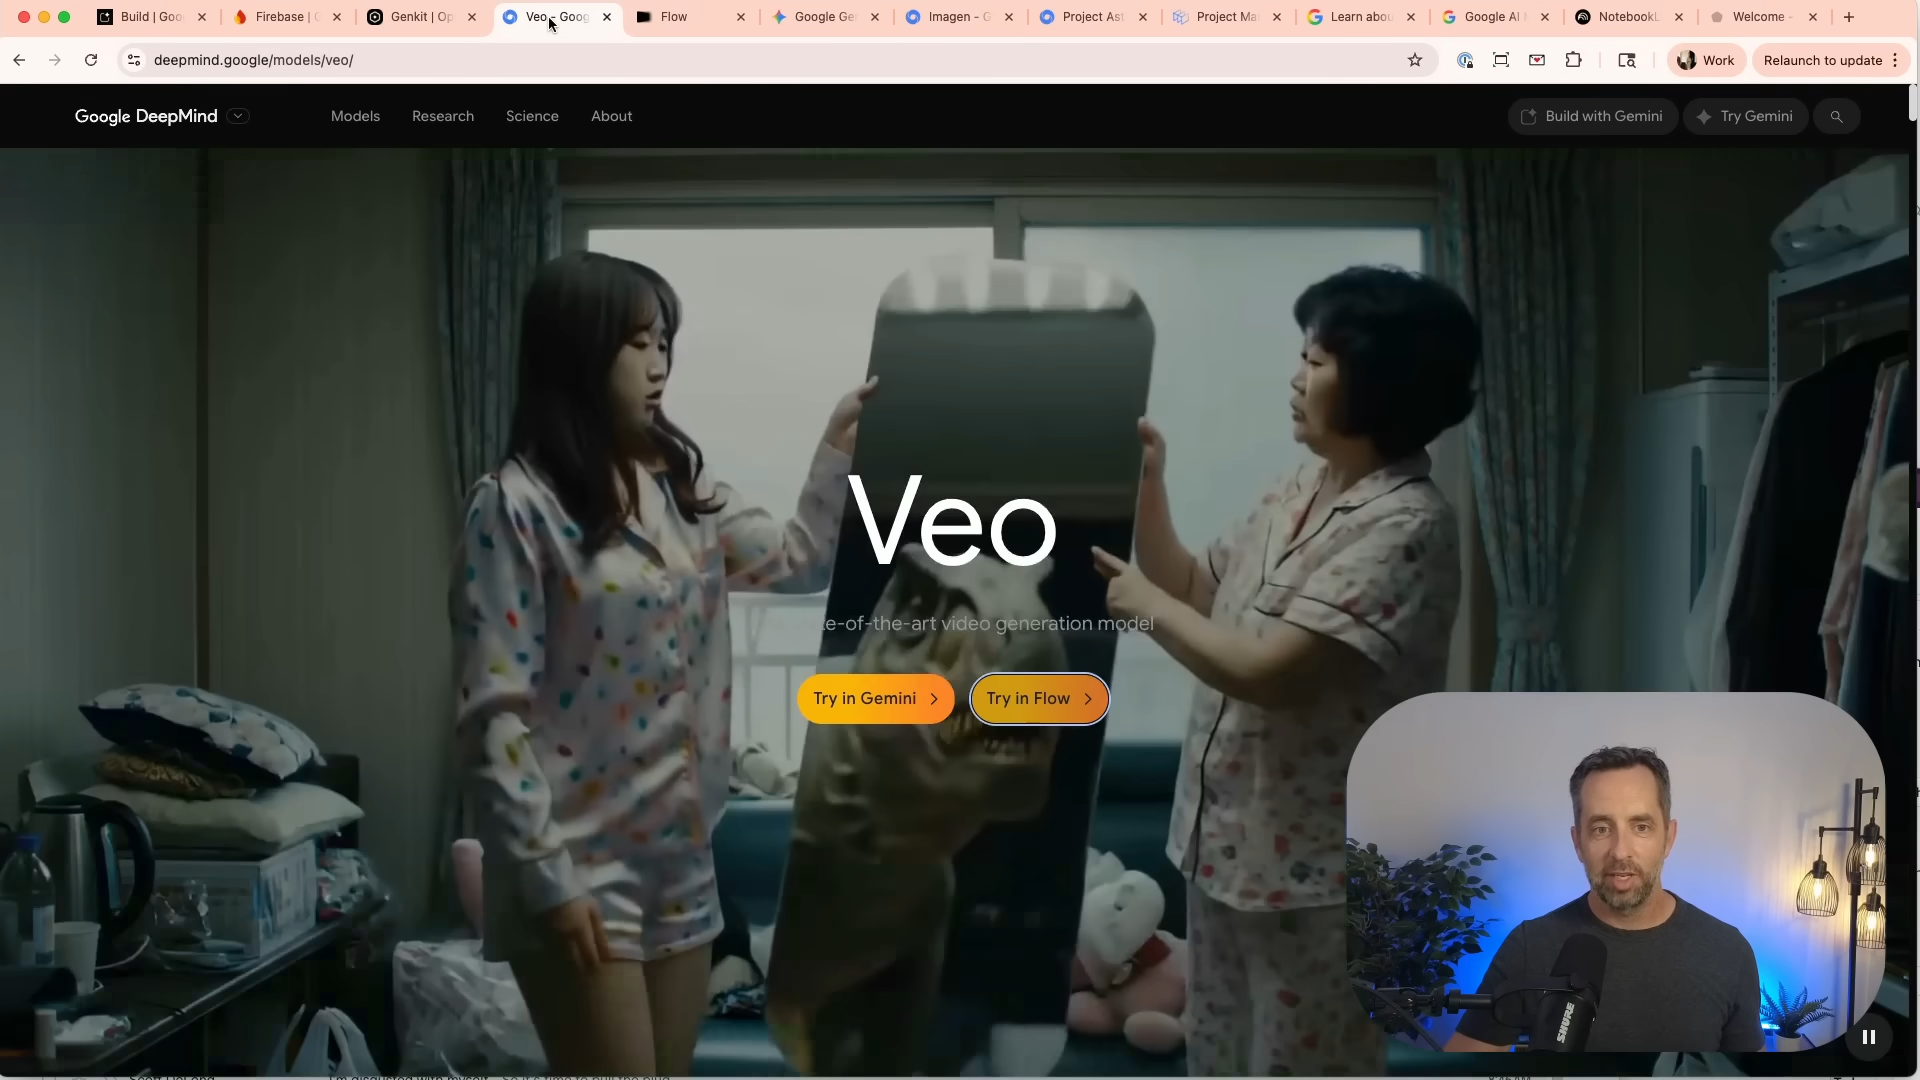 Build | Goo
Firebase | 
Genkit | Op
Veo - Goog
Flow
Google Ge
Imagen - G
Project Ast
Project Ma
Learn abou
Google AI
NotebookL
Welcome -
deepmind.google/models/veo/
Work
Relaunch to update
Google DeepMind
Models
Research
Science
About
Build with Gemini
Try Gemini
Veo
e-of-the-art video generation model
Try in Gemini
Try in Flow
SHURE